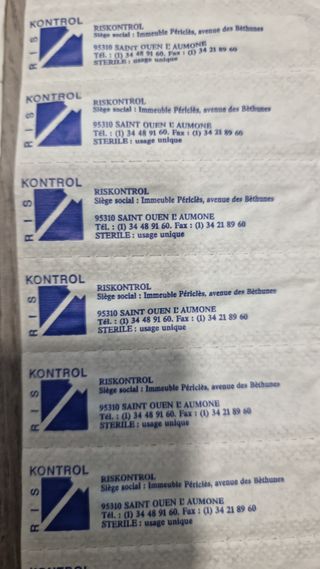 KONTROL
RIS
RISKONTROL
Siège social : Immeuble Périclès, avenue des Bèthunes
95310 SAINT OUEN L' AUMONE
Tél. : (1) 34 48 91 60. Fax : (1) 34 21 89 60
STERILE : usage unique
KONTROL
RIS
RISKONTROL
Siège social : Immeuble Périclès, avenue des Bèthunes
95310 SAINT OUEN L' AUMONE
Tél. : (1) 34 48 91 60. Fax : (1) 34 21 89 60
STERILE : usage unique
KONTROL
RIS
RISKONTROL
Siège social : Immeuble Périclès, avenue des Bèthunes
95310 SAINT OUEN L' AUMONE
Tél. : (1) 34 48 91 60. Fax : (1) 34 21 89 60
STERILE : usage unique
KONTROL
RIS
RISKONTROL
Siège social : Immeuble Périclès, avenue des Bèthunes
95310 SAINT OUEN L' AUMONE
Tél. : (1) 34 48 91 60. Fax : (1) 34 21 89 60
STERILE : usage unique
KONTROL
RIS
RISKONTROL
Siège social : Immeuble Périclès, avenue des Bèthunes
95310 SAINT OUEN L' AUMONE
Tél. : (1) 34 48 91 60. Fax : (1) 34 21 89 60
STERILE : usage unique
KONTROL
RIS
RISKONTROL
Siège social : Immeuble Périclès, avenue des Bèthunes
95310 SAINT OUEN L' AUMONE
Tél. : (1) 34 48 91 60. Fax : (1) 34 21 89 60
STERILE : usage unique